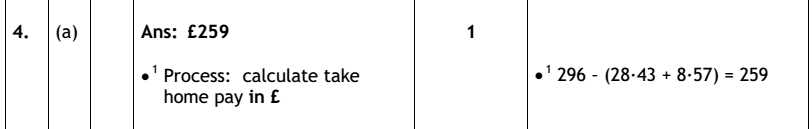 4. (a) Ans: £259 1
•¹ Process: calculate take •¹ 296 – (28·43 + 8·57) = 259
home pay in £